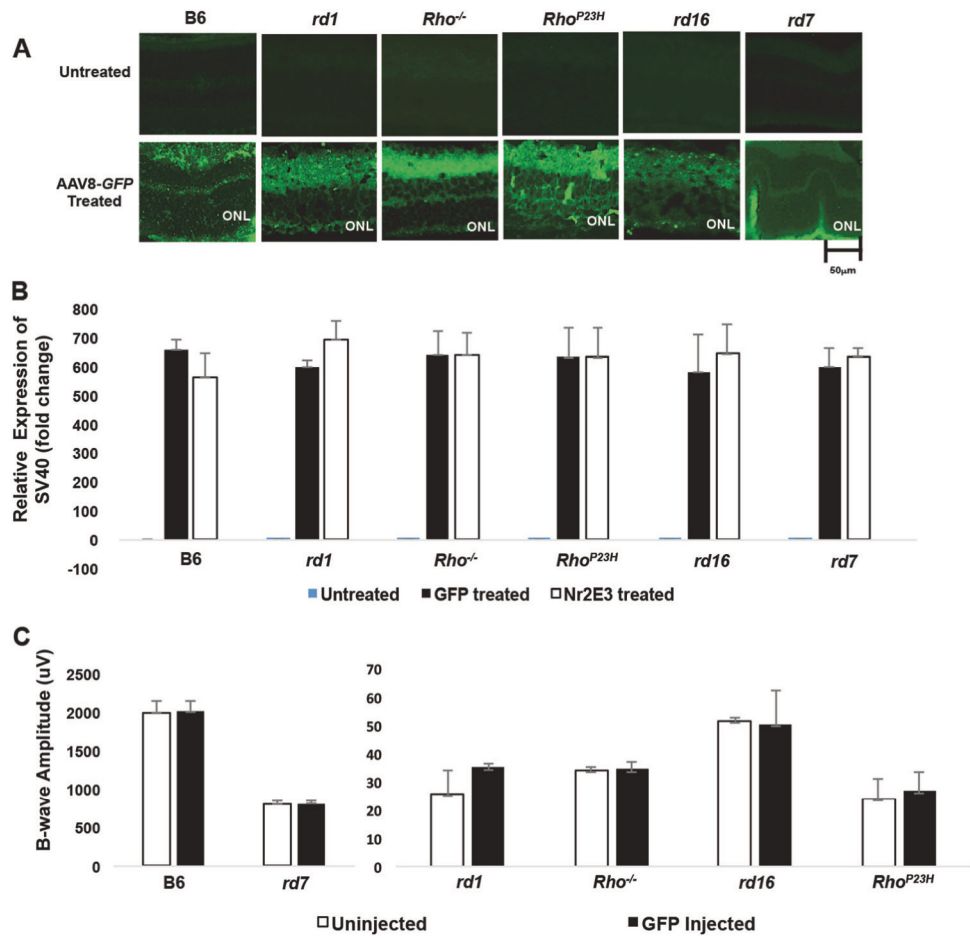 B6 rd1 Rho-/- RhoP23H rd16 rd7
A
Untreated
AAV8-GFP
Treated
ONL ONL ONL ONL ONL ONL
50μm
B
Relative Expression of
SV40 (fold change)
800
700
600
500
400
300
200
100
0
-100
B6 rd1 Rho-/- RhoP23H rd16 rd7
Untreated GFP treated Nr2E3 treated
C
B-wave Amplitude (uV)
2500
2000
1500
1000
500
0
B6 rd7
70
60
50
40
30
20
10
0
rd1 Rho-/- rd16 RhoP23H
Uninjected GFP Injected